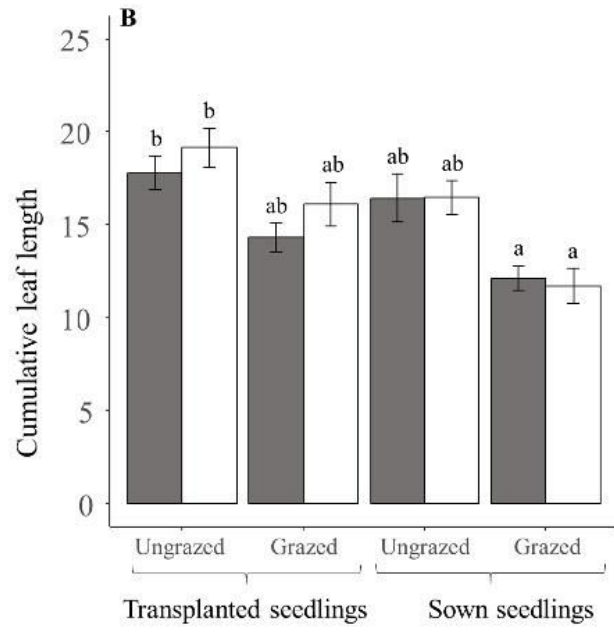 B
Cumulative leaf length
25
20
15
10
5
0
b
b
ab
ab
ab
ab
a
a
Ungrazed Grazed Ungrazed Grazed
Transplanted seedlings Sown seedlings